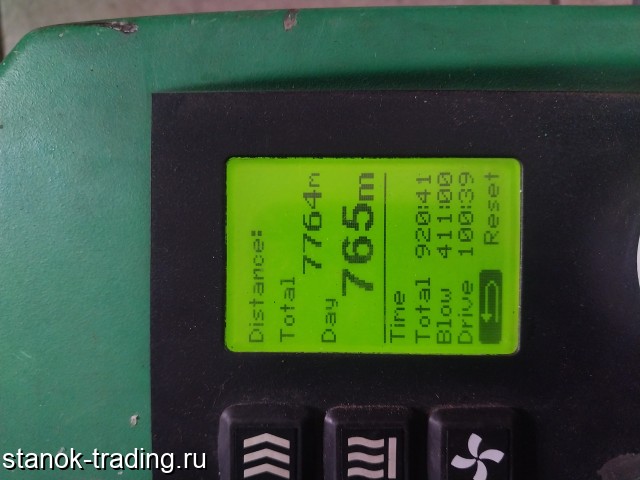 Distance:
Total 7764m
Day 765m
Time
Total 920:41
Blow 411:00
Drive 100:39
Reset
stanok-trading.ru